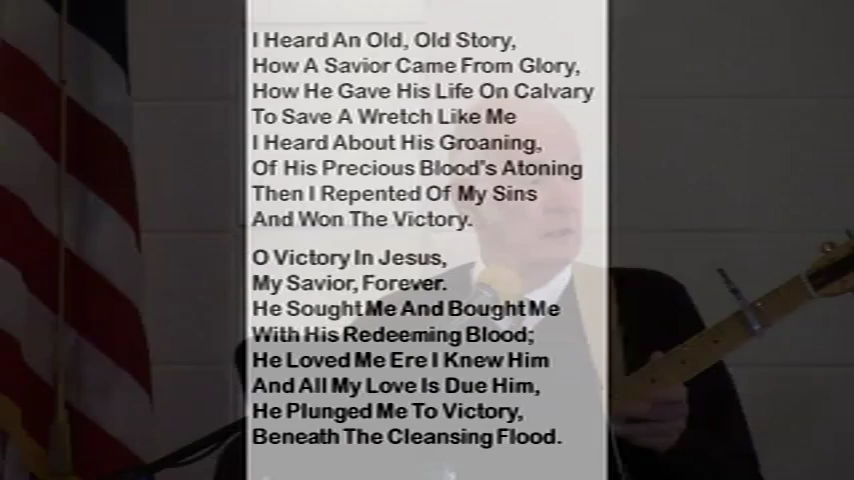 I Heard An Old, Old Story,
How A Savior Came From Glory,
How He Gave His Life On Calvary
To Save A Wretch Like Me
I Heard About His Groaning,
Of His Precious Blood's Atoning
Then I Repented Of My Sins
And Won The Victory.
O Victory In Jesus,
My Savior, Forever.
He Sought Me And Bought Me
With His Redeeming Blood;
He Loved Me Ere I Knew Him
And All My Love Is Due Him,
He Plunged Me To Victory,
Beneath The Cleansing Flood.